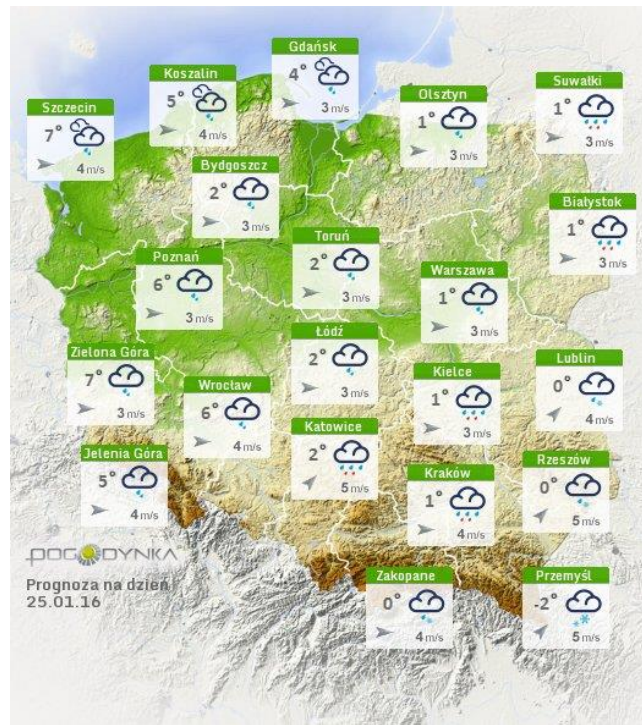 Gdańsk
4°
3 m/s
Koszalin
5°
4 m/s
Szczecin
7°
4 m/s
Olsztyn
1°
3 m/s
Suwałki
1°
3 m/s
Bydgoszcz
2°
3 m/s
Białystok
1°
3 m/s
Toruń
2°
3 m/s
Poznań
6°
3 m/s
Warszawa
1°
3 m/s
Łódź
2°
3 m/s
Zielona Góra
7°
3 m/s
Wrocław
6°
4 m/s
Kielce
1°
3 m/s
Lublin
0°
4 m/s
Katowice
2°
5 m/s
Jelenia Góra
5°
4 m/s
Kraków
1°
4 m/s
Rzeszów
0°
5 m/s
POGODYNKA
Prognoza na dzień
25.01.16
Zakopane
0°
4 m/s
Przemyśl
-2°
5 m/s